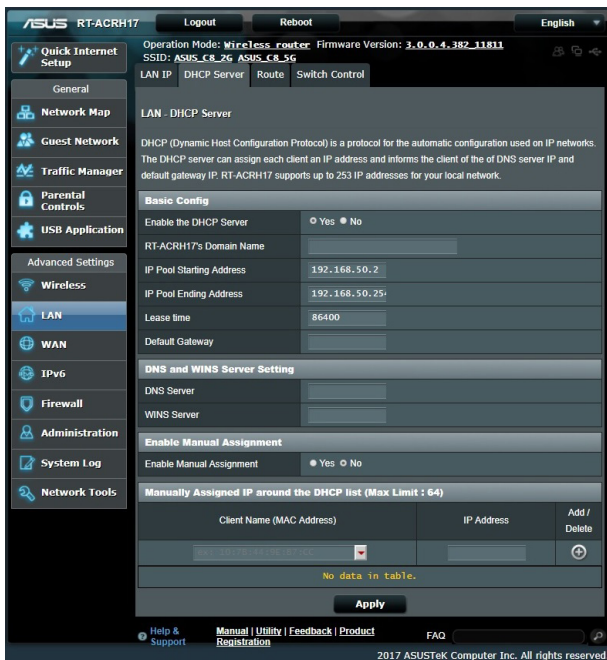 ASUS RT-ACRH17 Logout Reboot English
Quick Internet Setup
Operation Mode: Wireless router Firmware Version: 3.0.0.4.382_11811
SSID: ASUS_C8_2G ASUS_C8_5G
LAN IP DHCP Server Route Switch Control
General
Network Map
Guest Network
Traffic Manager
Parental Controls
USB Application
Advanced Settings
Wireless
LAN
WAN
IPv6
Firewall
Administration
System Log
Network Tools
LAN - DHCP Server
DHCP (Dynamic Host Configuration Protocol) is a protocol for the automatic configuration used on IP networks.
The DHCP server can assign each client an IP address and informs the client of the of DNS server IP and
default gateway IP. RT-ACRH17 supports up to 253 IP addresses for your local network.
Basic Config
Enable the DHCP Server Yes No
RT-ACRH17's Domain Name
IP Pool Starting Address 192.168.50.2
IP Pool Ending Address 192.168.50.254
Lease time 86400
Default Gateway
DNS and WINS Server Setting
DNS Server
WINS Server
Enable Manual Assignment
Enable Manual Assignment Yes No
Manually Assigned IP around the DHCP list (Max Limit : 64)
Client Name (MAC Address) IP Address Add / Delete
No data in table.
Apply
Help & Support Manual | Utility | Feedback | Product Registration FAQ
2017 ASUSTeK Computer Inc. All rights reserved